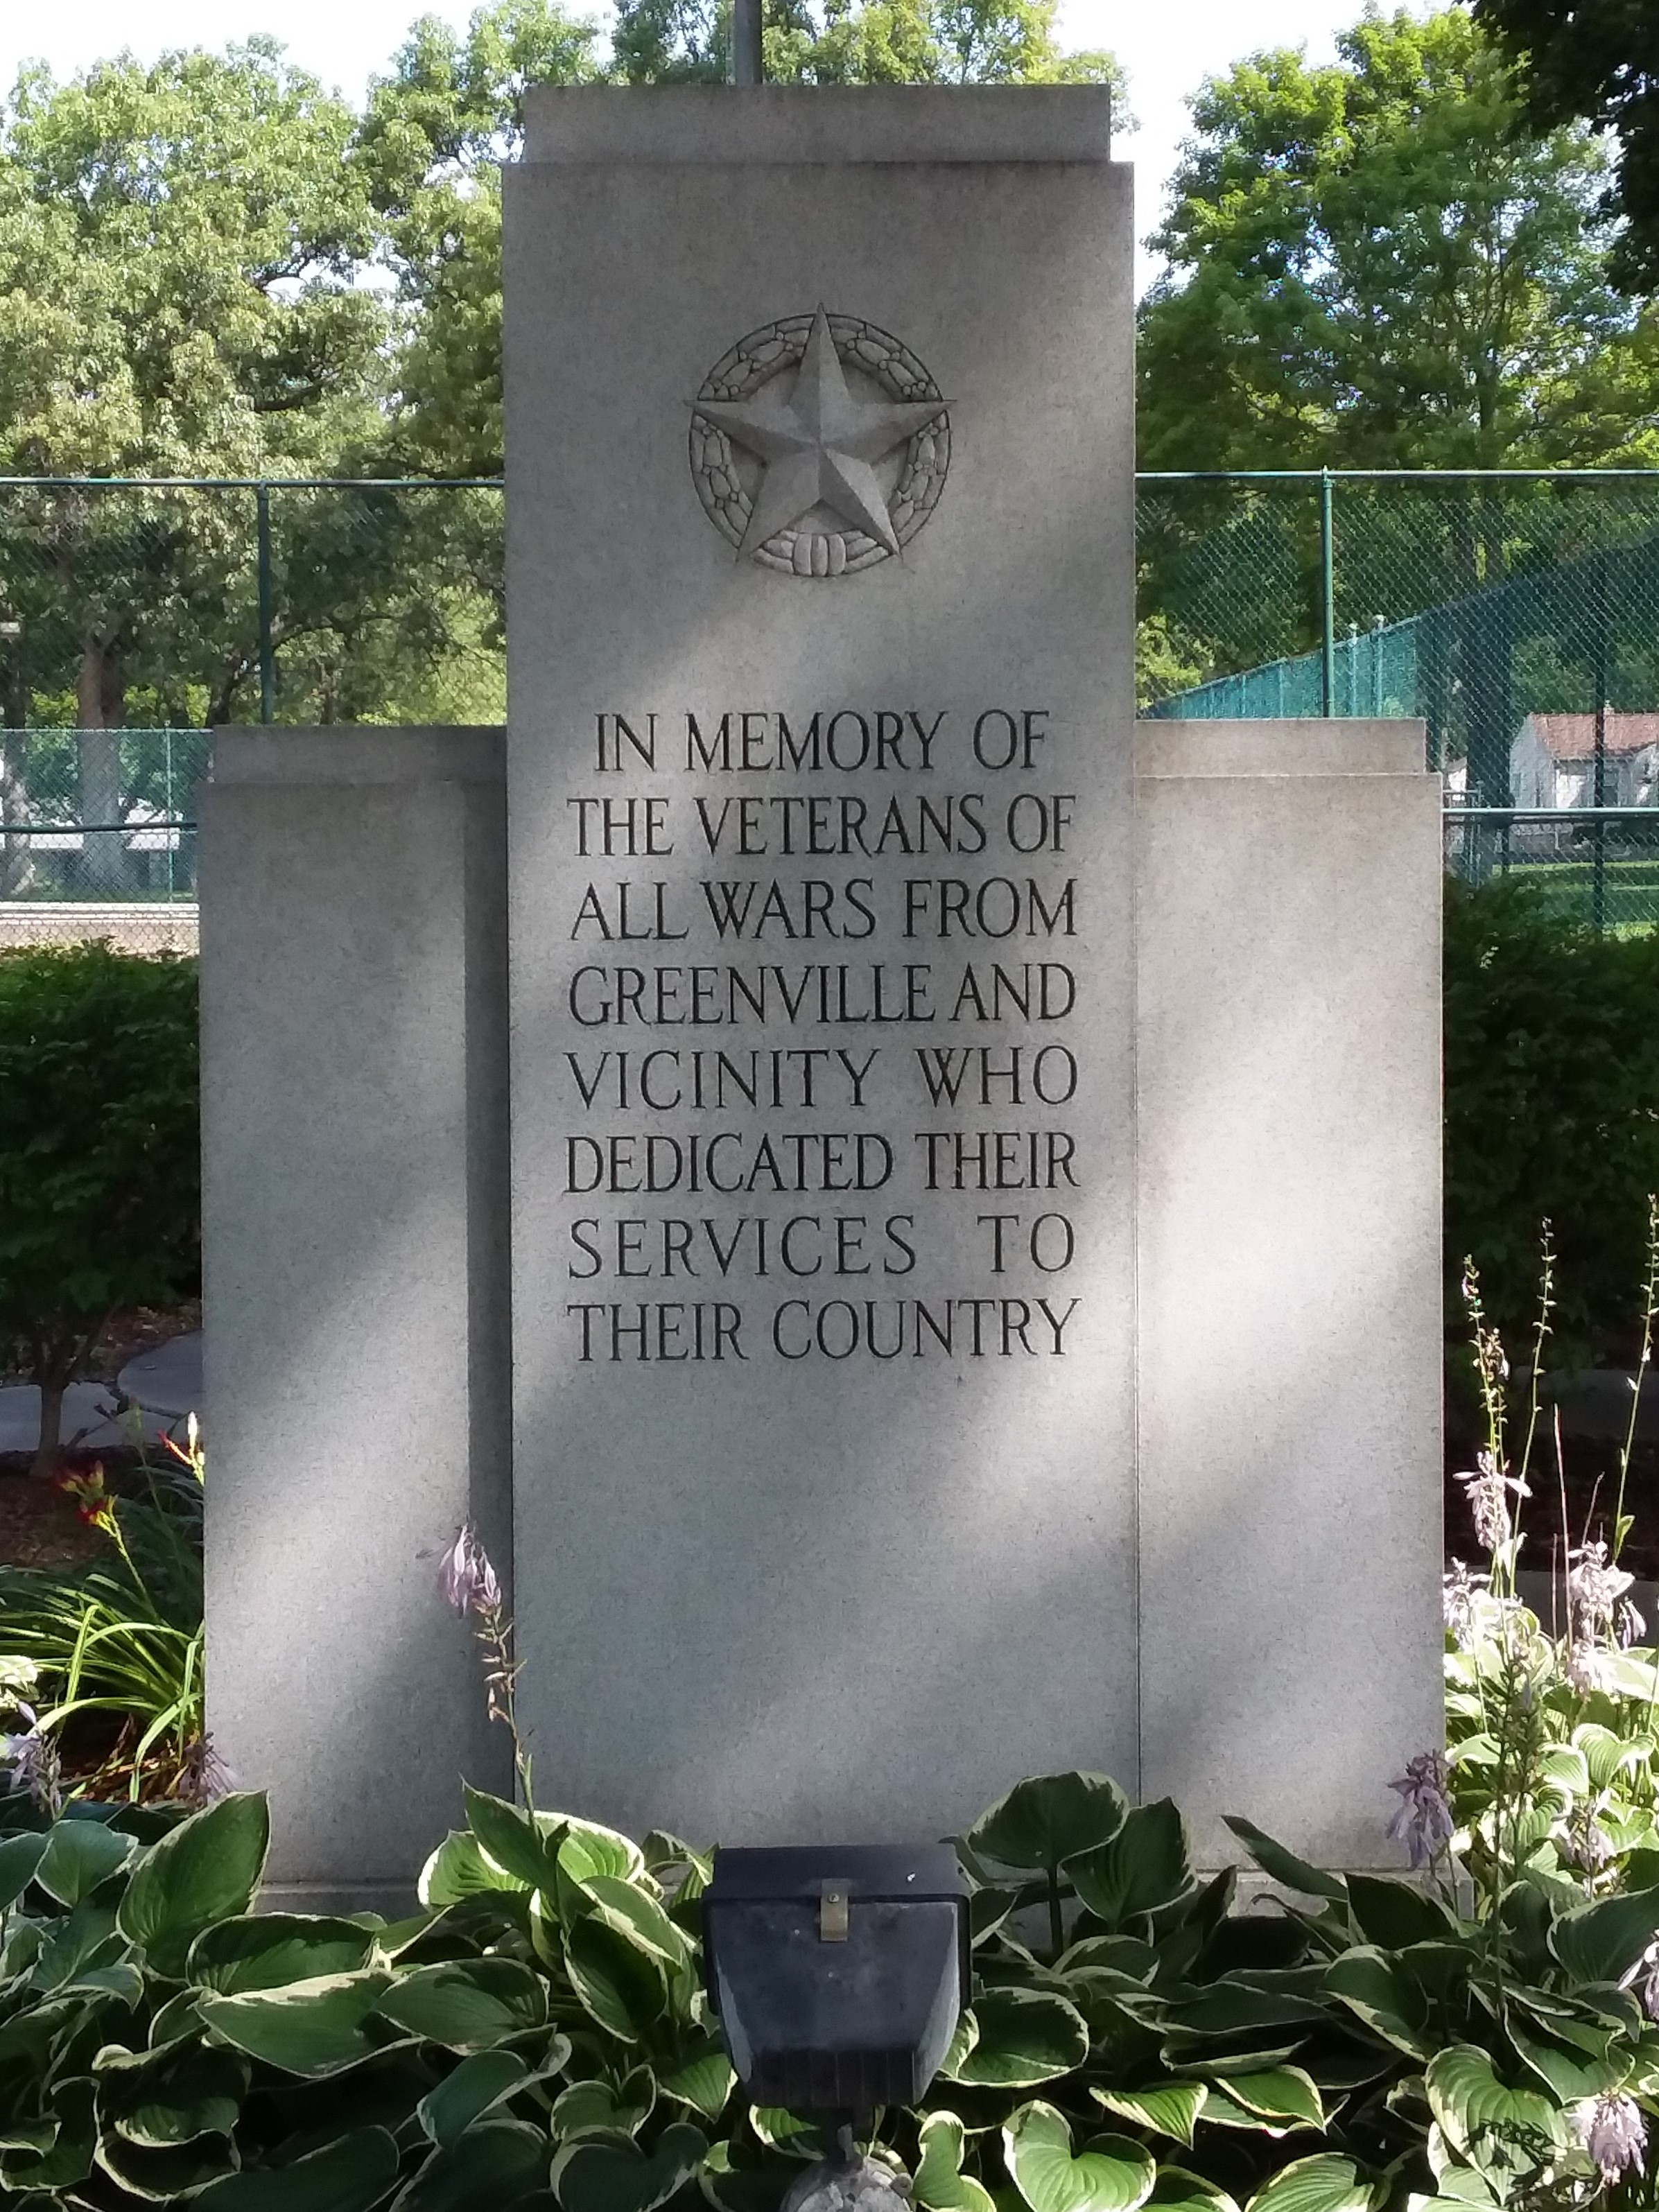 IN MEMORY OF
THE VETERANS OF
ALL WARS FROM
GREENVILLE AND
VICINITY WHO
DEDICATED THEIR
SERVICES TO
THEIR COUNTRY